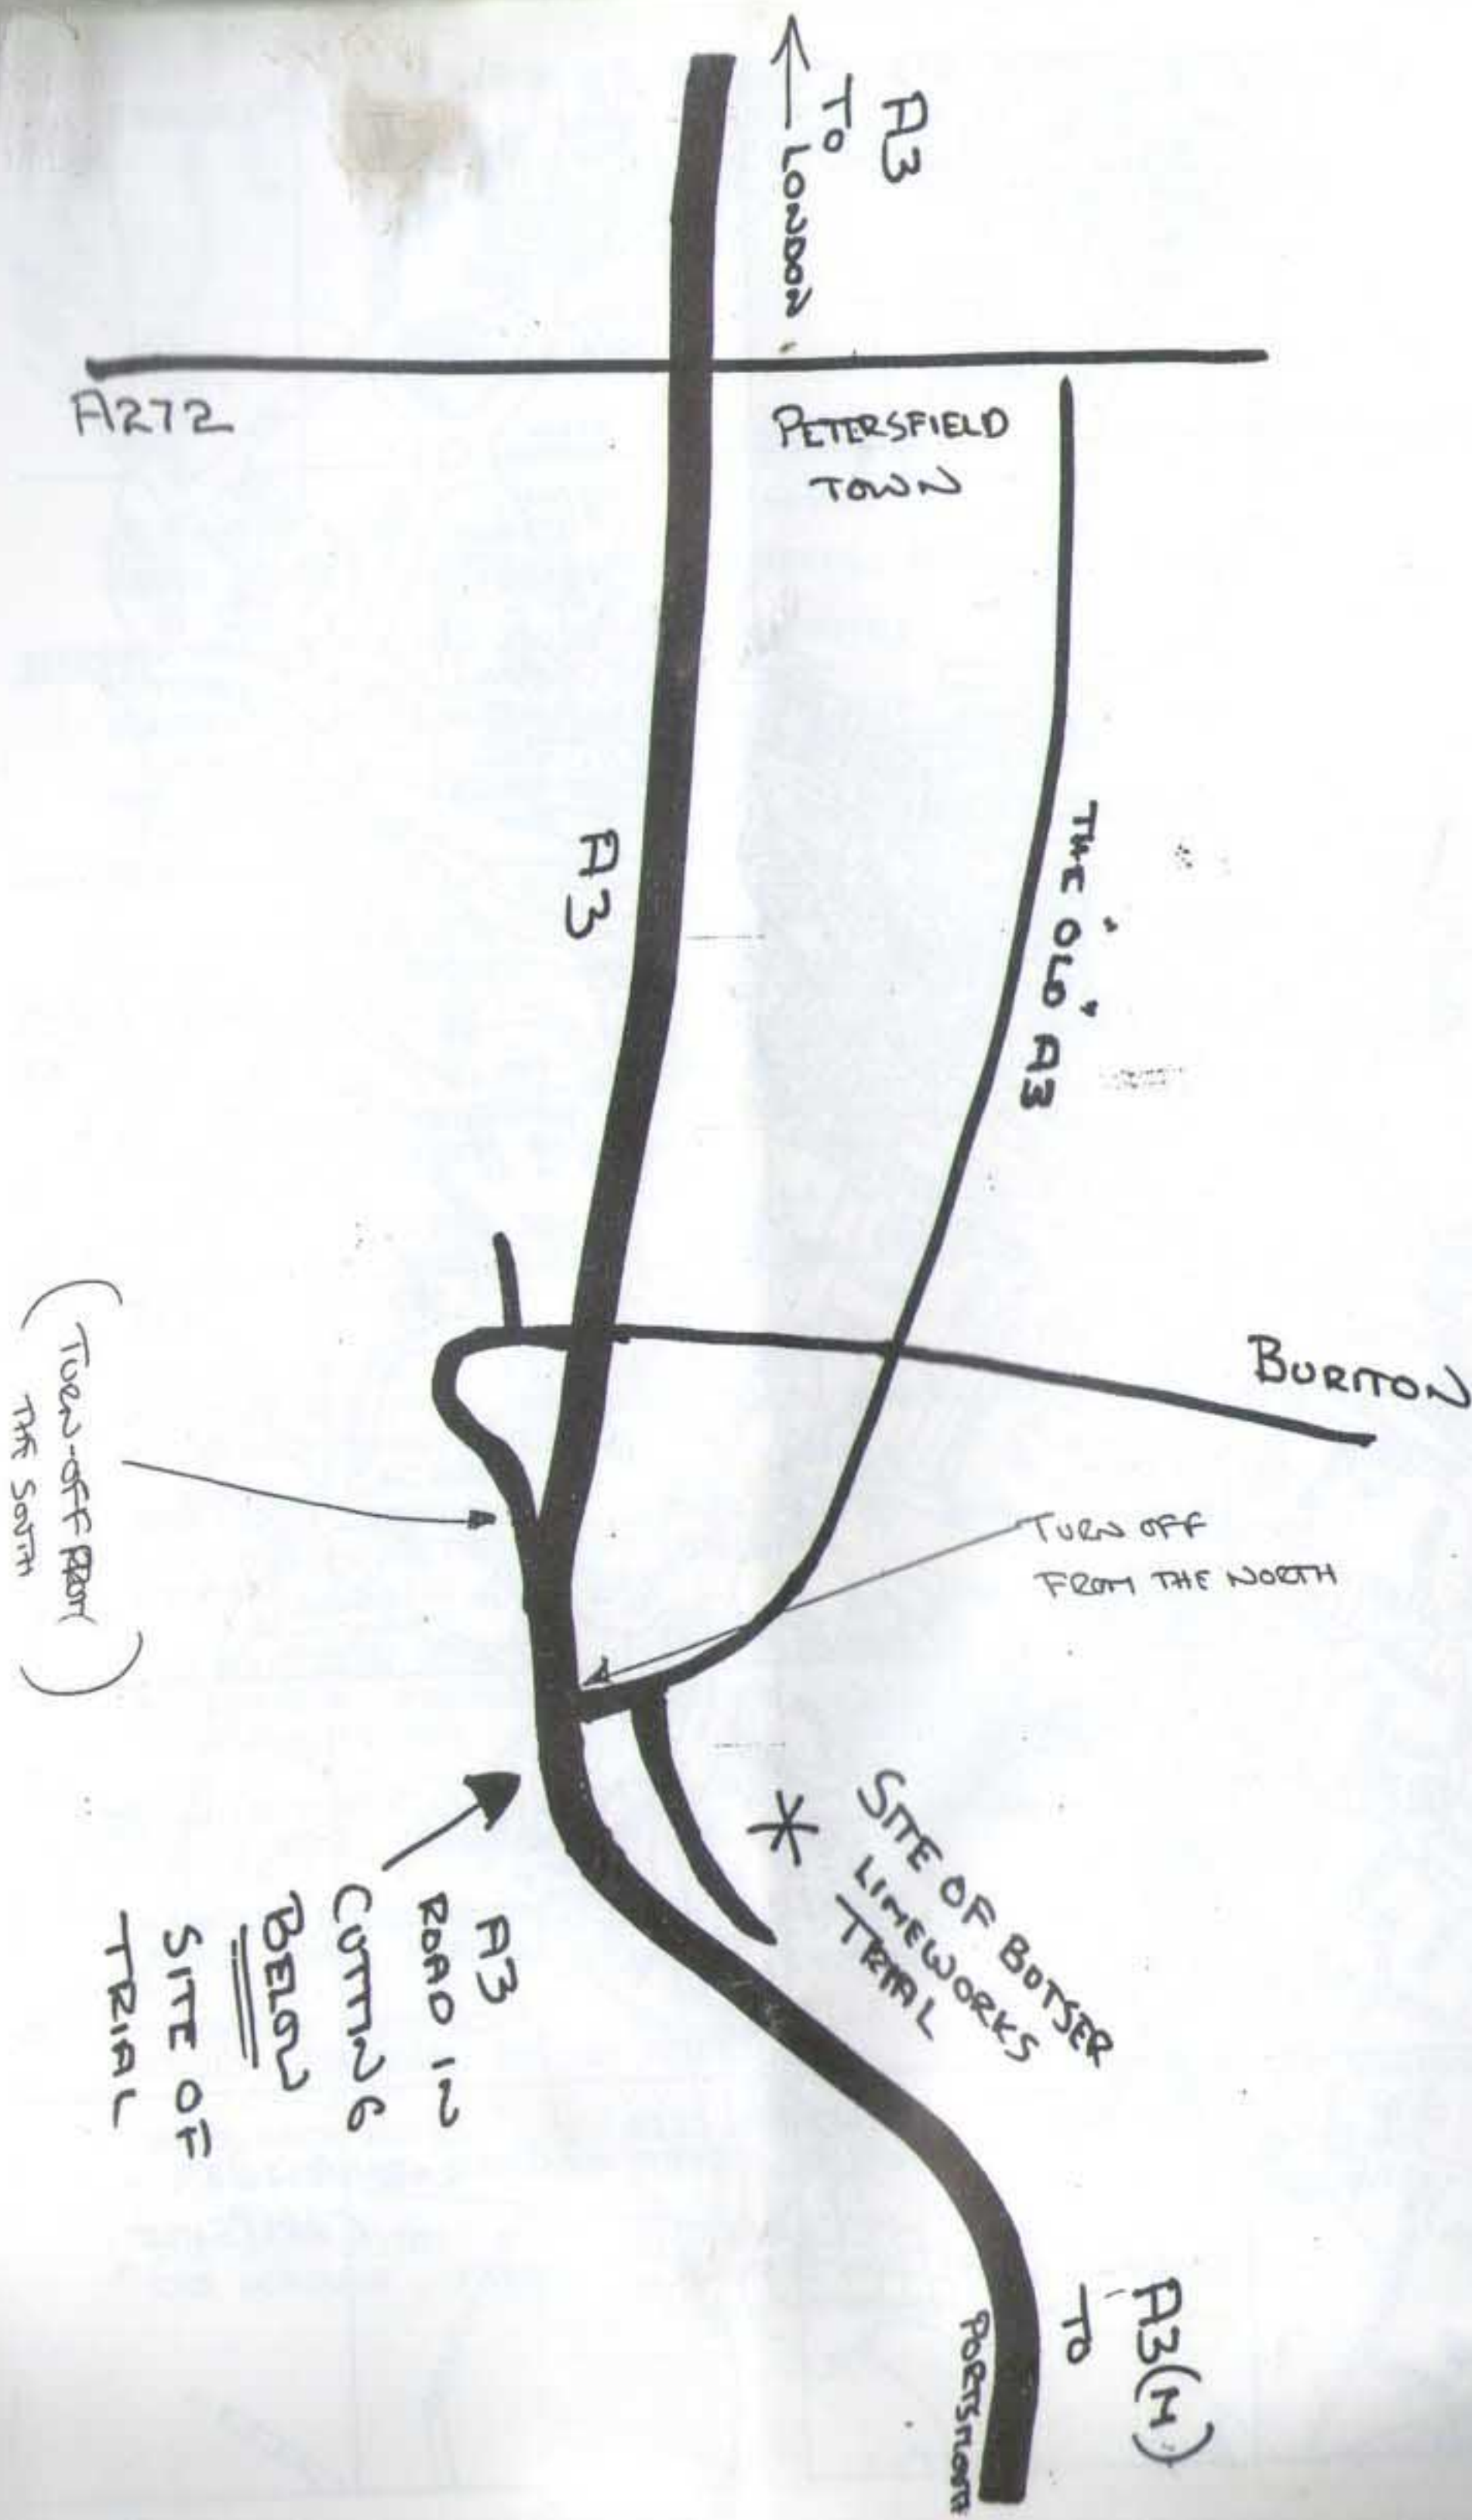 A3
TO
LONDON
A272
PETERSFIELD
TOWN
A3
THE "OLD" A3
BURITON
(TURN-OFF FROM
THE SOUTH)
TURN OFF
FROM THE NORTH
SITE OF BUTSER
LIMEWORKS
TRIAL
A3
ROAD IN
CUTTING
BELOW
SITE OF
TRIAL
A3(M)
TO
PORTSMOUTH